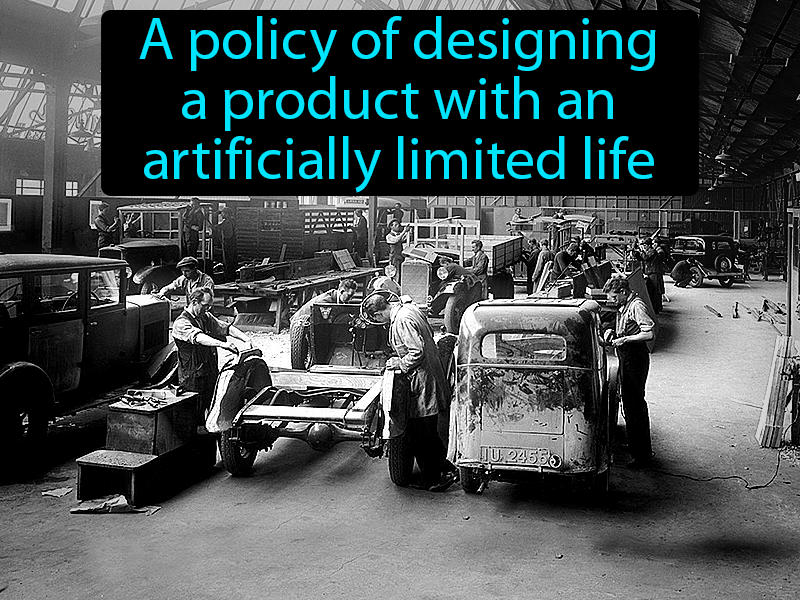 A policy of designing
a product with an
artificially limited life